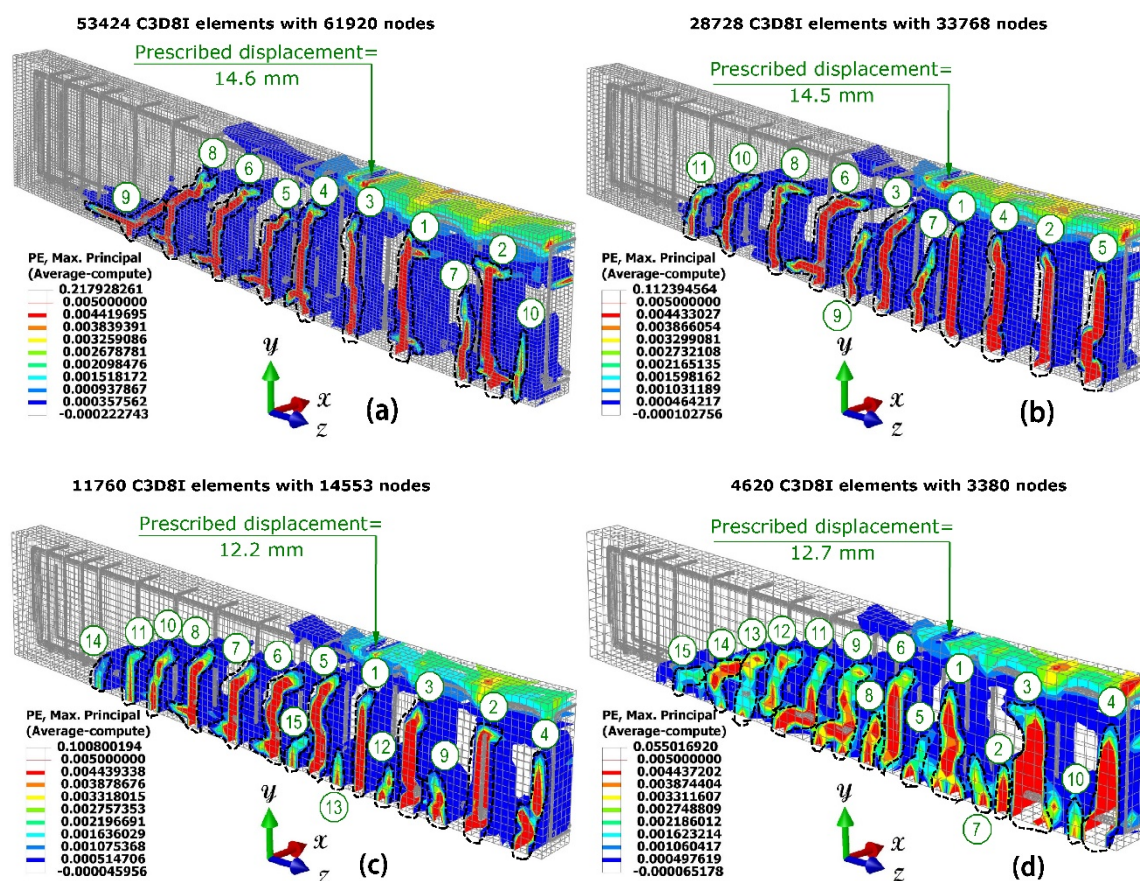 53424 C3D8I elements with 61920 nodes
Prescribed displacement=
14.6 mm
8
6
5
4
3
9
1
2
7
10
PE, Max. Principal
(Average-compute)
0.217928261
0.005000000
0.004419695
0.003839391
0.003259086
0.002678781
0.002098476
0.001518172
0.000937867
0.000357562
-0.000222743
y
x
z
(a)
28728 C3D8I elements with 33768 nodes
Prescribed displacement=
14.5 mm
11
10
8
6
3
7
1
4
2
5
9
PE, Max. Principal
(Average-compute)
0.112394564
0.005000000
0.004433027
0.003866054
0.003299081
0.002732108
0.002165135
0.001598162
0.001031189
0.000464217
-0.000102756
y
x
z
(b)
11760 C3D8I elements with 14553 nodes
Prescribed displacement=
12.2 mm
14
11
10
8
7
6
5
1
3
2
4
15
12
9
13
PE, Max. Principal
(Average-compute)
0.100800194
0.005000000
0.004439338
0.003878676
0.003318015
0.002757353
0.002196691
0.001636029
0.001075368
0.000514706
-0.000045956
y
x
z
(c)
4620 C3D8I elements with 3380 nodes
Prescribed displacement=
12.7 mm
15
14
13
12
11
9
6
1
3
4
8
5
2
10
7
PE, Max. Principal
(Average-compute)
0.055016920
0.005000000
0.004437202
0.003874404
0.003311607
0.002748809
0.002186012
0.001623214
0.001060417
0.000497619
-0.000065178
y
x
z
(d)